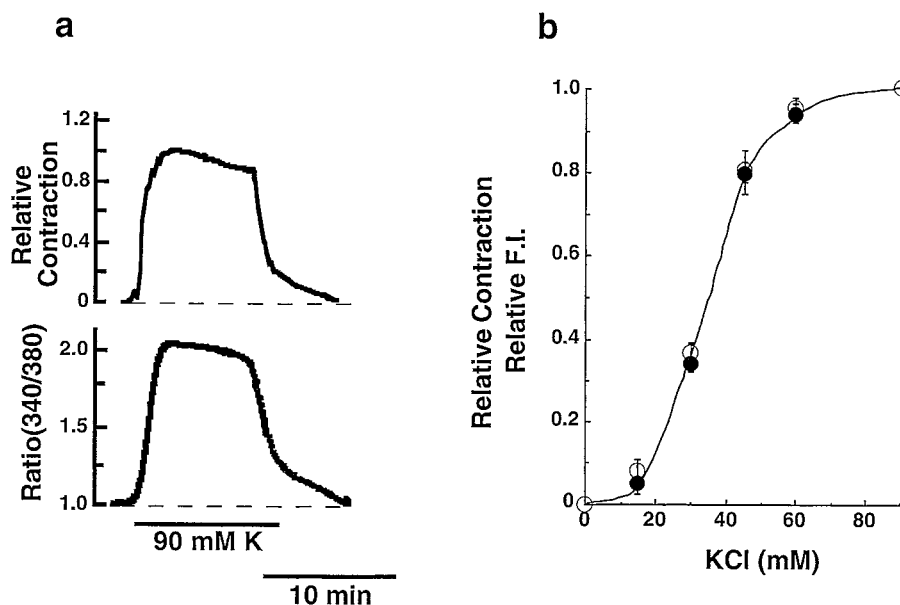 a
Relative
Contraction
1.2
0.8
0.4
0
Ratio(340/380)
2.0
1.5
1.0
90 mM K
10 min
b
Relative Contraction
Relative F.I.
1.0
0.8
0.6
0.4
0.2
0
0 20 40 60 80
KCl (mM)